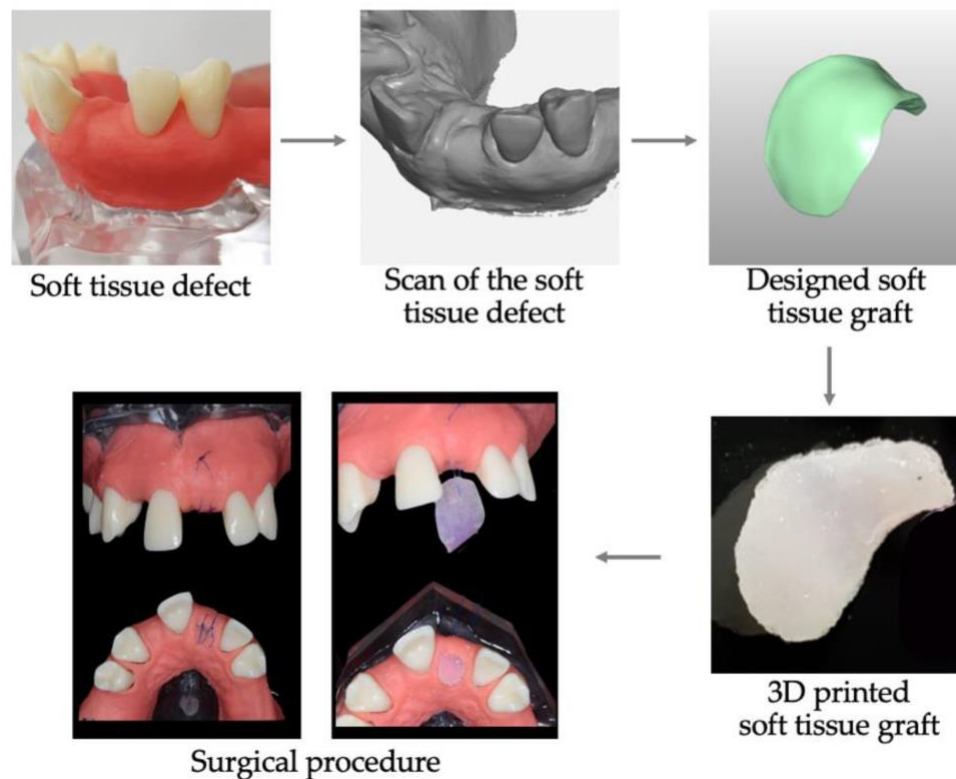 Soft tissue defect
Scan of the soft
tissue defect
Designed soft
tissue graft
3D printed
soft tissue graft
Surgical procedure